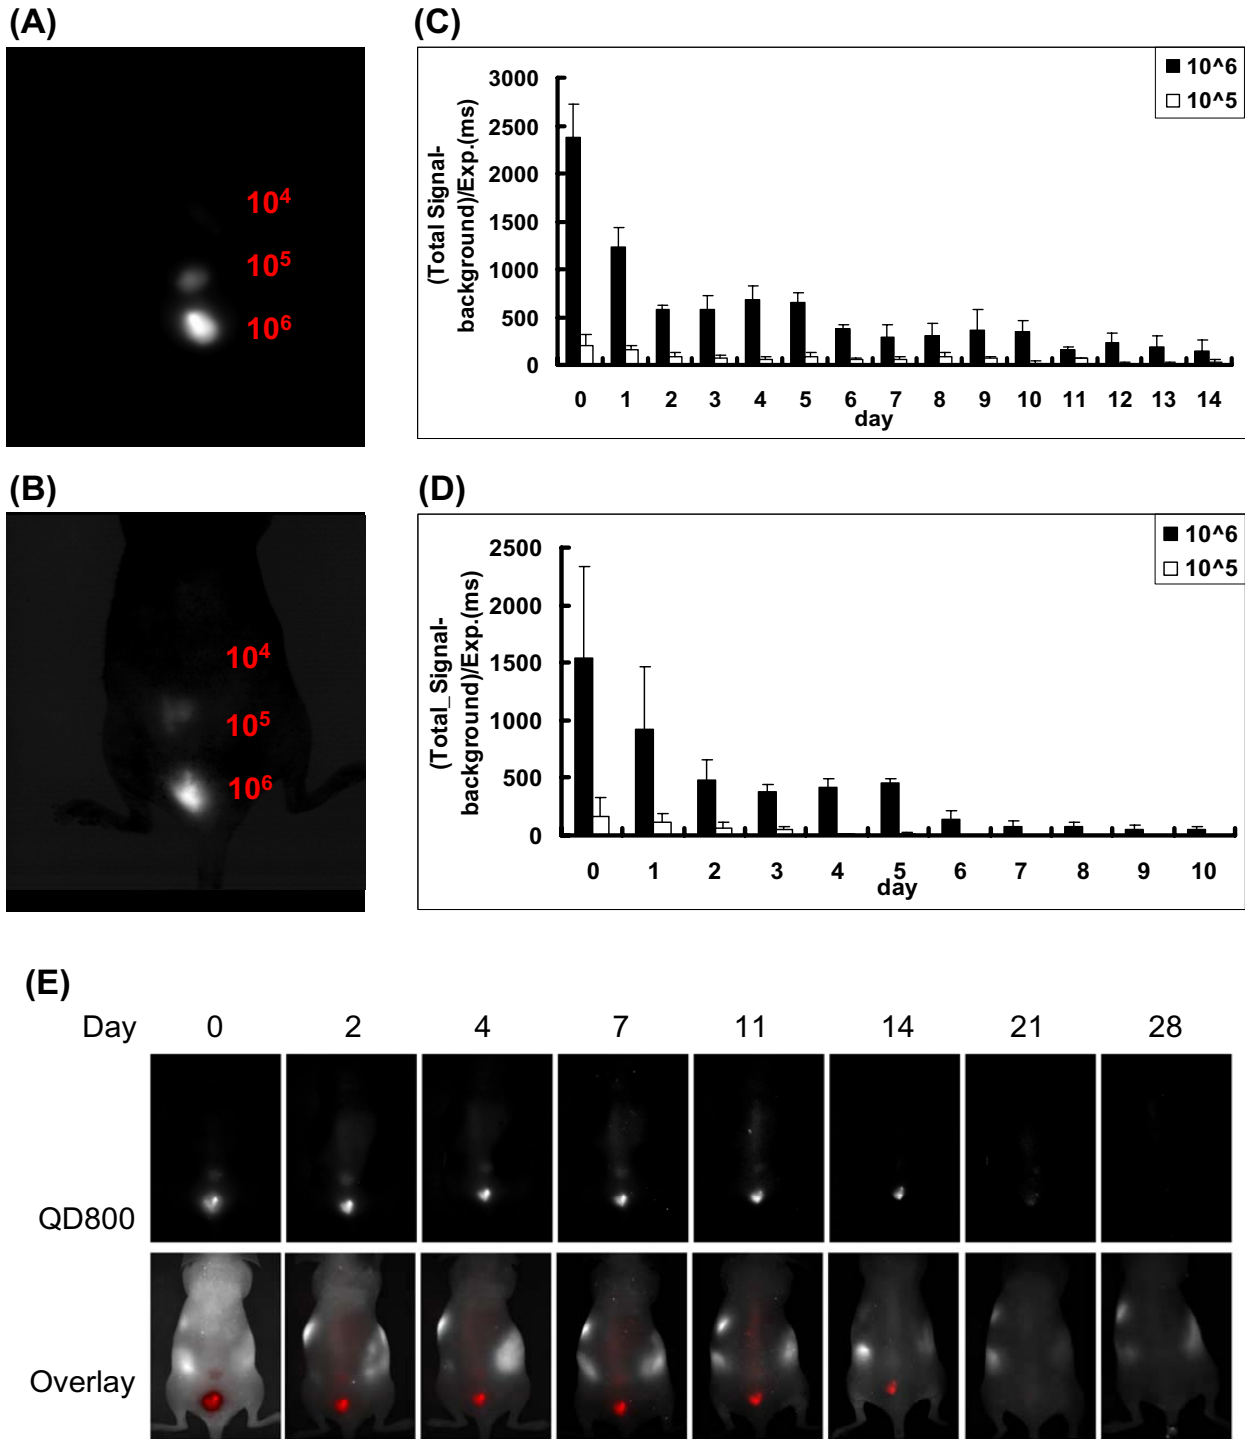 (A)
10⁴
10⁵
10⁶
(B)
10⁴
10⁵
10⁶
(C)
10^6
10^5
(Total Signal-
background)/Exp.(ms)
3000
2500
2000
1500
1000
500
0
0 1 2 3 4 5 6 7 8 9 10 11 12 13 14
day
(D)
10^6
10^5
(Total_Signal-
background)/Exp.(ms)
2500
2000
1500
1000
500
0
0 1 2 3 4 5 6 7 8 9 10
day
(E)
Day 0 2 4 7 11 14 21 28
QD800
Overlay